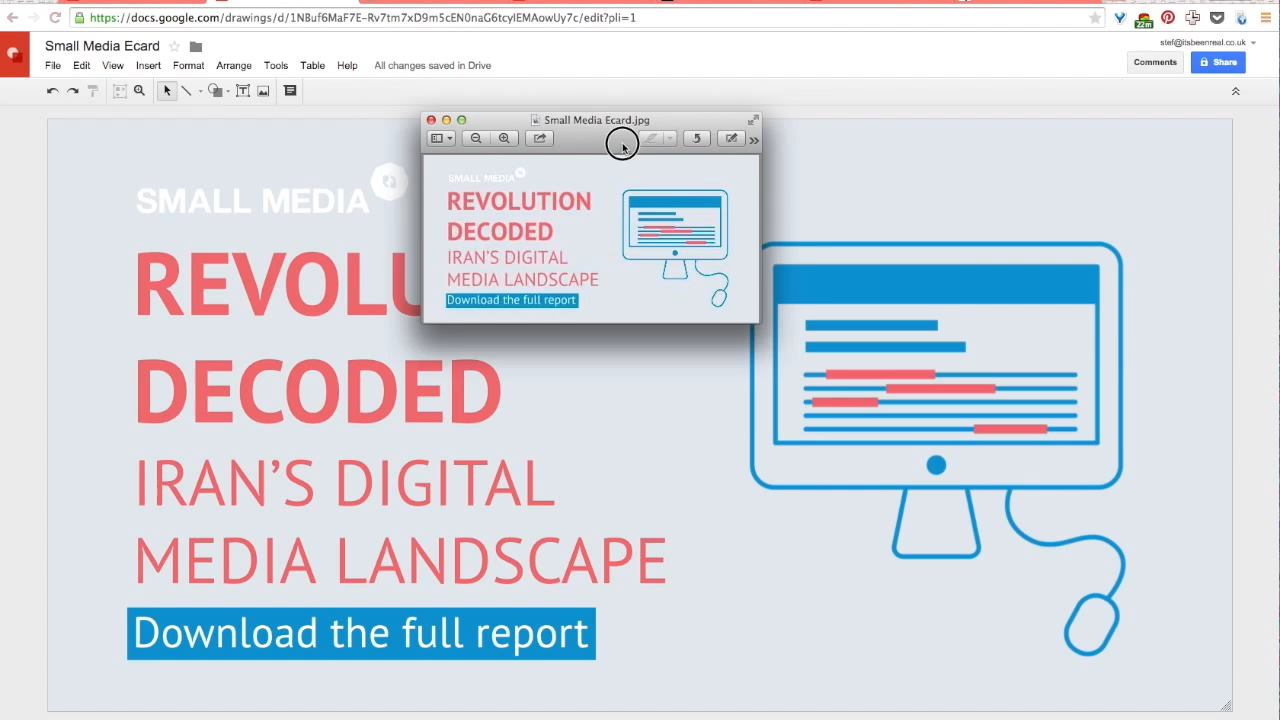 https://docs.google.com/drawings/d/1N8uf6MaF7E-Rv7tm7xD9m5cEN0naG6tcylEMAowUyZc/edit?pli=1
22m
Small Media Ecard
stef@itsbeenreal.co.uk
File Edit View Insert Format Arrange Tools Table Help All changes saved in Drive
Comments
Share
Small Media Ecard.jpg
SMALL MEDIA
REVOLUTION
DECODED
IRAN'S DIGITAL
MEDIA LANDSCAPE
Download the full report
SMALL MEDIA
REVOLU
DECODED
IRAN’S DIGITAL
MEDIA LANDSCAPE
Download the full report